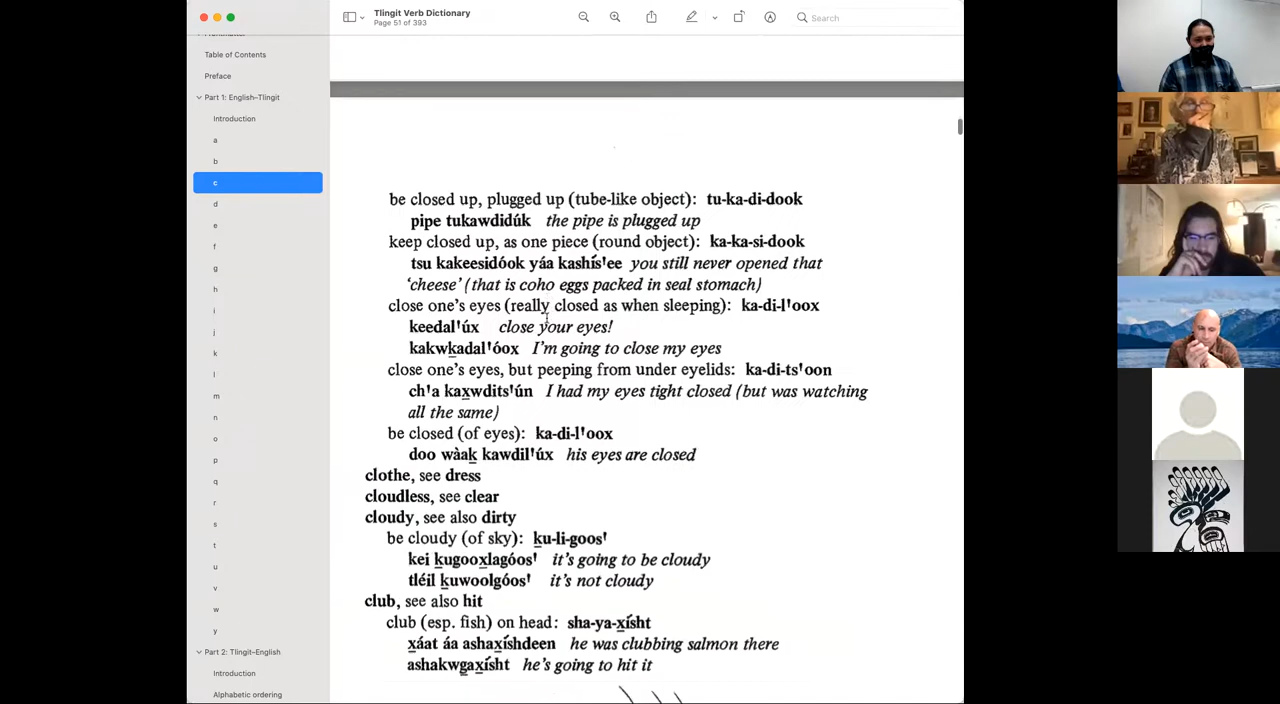 Tlingit Verb Dictionary
Page 51 of 393
Search
Table of Contents
Preface
Part 1: English–Tlingit
Introduction
a
b
c
d
e
f
g
h
i
j
k
l
m
n
o
p
q
r
s
t
u
v
w
y
Part 2: Tlingit–English
Introduction
Alphabetic ordering
be closed up, plugged up (tube-like object): tu-ka-di-dook
pipe tukawdidúk the pipe is plugged up
keep closed up, as one piece (round object): ka-ka-si-dook
tsu kakeesidóok yáa kashís'ee you still never opened that
'cheese' (that is coho eggs packed in seal stomach)
close one's eyes (really closed as when sleeping): ka-di-l'oox
keedal'úx close your eyes!
kakwḵadal'óox I'm going to close my eyes
close one's eyes, but peeping from under eyelids: ka-di-ts'oon
ch'a kax̱wdits'ún I had my eyes tight closed (but was watching
all the same)
be closed (of eyes): ka-di-l'oox
doo wàaḵ kawdil'úx his eyes are closed
clothe, see dress
cloudless, see clear
cloudy, see also dirty
be cloudy (of sky): ḵu-li-goos'
kei ḵugoox̱lagóos' it's going to be cloudy
tléil ḵuwoolgóos' it's not cloudy
club, see also hit
club (esp. fish) on head: sha-ya-x̱ísht
x̱áat áa ashax̱íshdeen he was clubbing salmon there
ashakwg̱ax̱ísht he's going to hit it